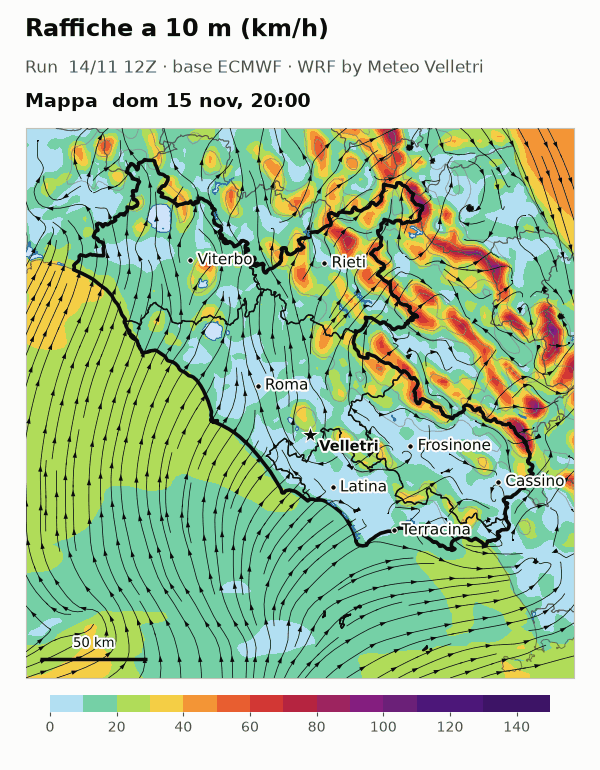 Raffiche a 10 m (km/h)
Run 14/11 12Z · base ECMWF · WRF by Meteo Velletri
Mappa dom 15 nov, 20:00
Viterbo
Rieti
Roma
Velletri
Frosinone
Latina
Cassino
Terracina
50 km
0 20 40 60 80 100 120 140